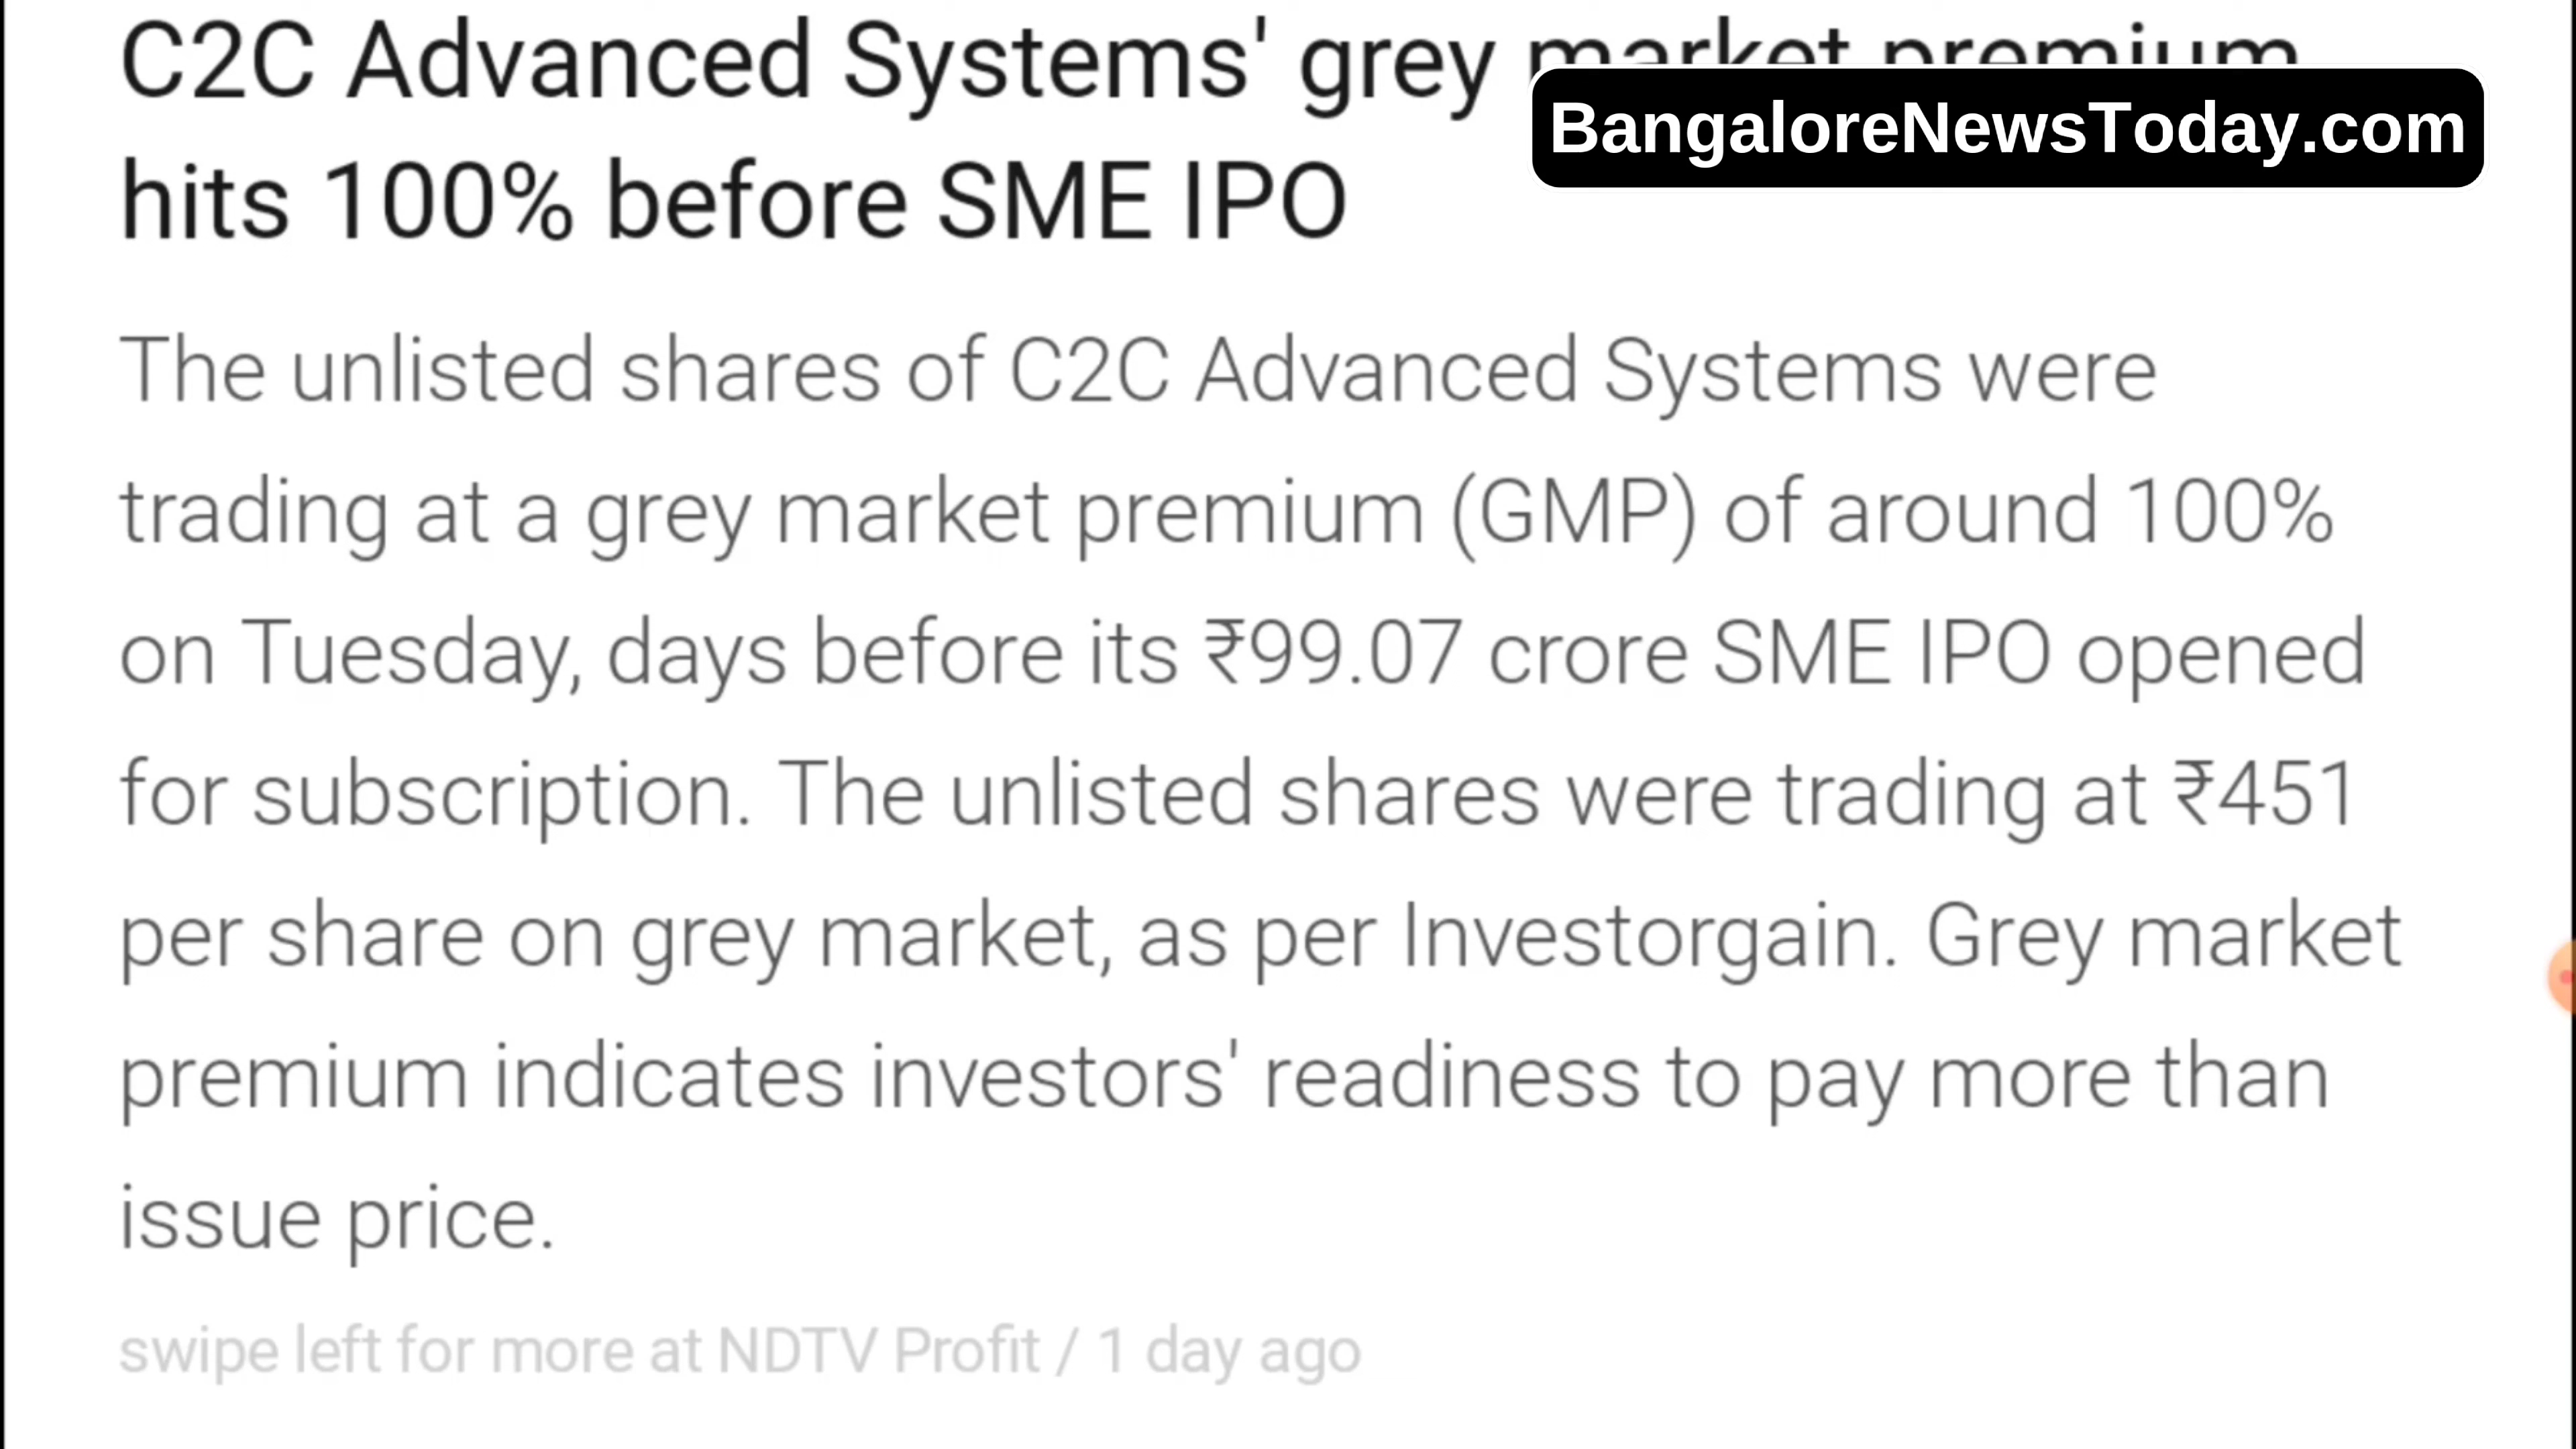 C2C Advanced Systems' grey market premium
BangaloreNewsToday.com
hits 100% before SME IPO
The unlisted shares of C2C Advanced Systems were
trading at a grey market premium (GMP) of around 100%
on Tuesday, days before its ₹99.07 crore SME IPO opened
for subscription. The unlisted shares were trading at ₹451
per share on grey market, as per Investorgain. Grey market
premium indicates investors' readiness to pay more than
issue price.
swipe left for more at NDTV Profit / 1 day ago